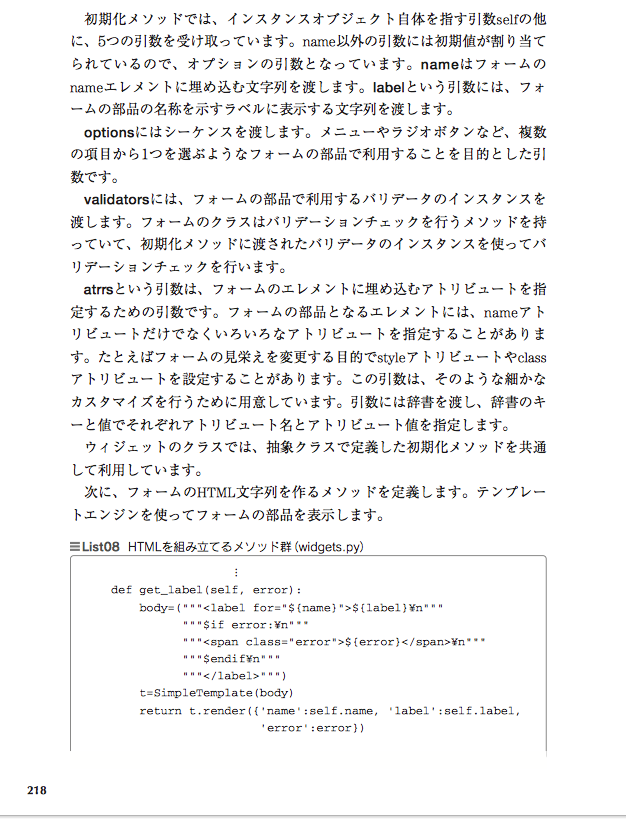 初期化メソッドでは、インスタンスオブジェクト自体を指す引数selfの他
に、5つの引数を受け取っています。name以外の引数には初期値が割り当て
られているので、オプションの引数となっています。nameはフォームの
nameエレメントに埋め込む文字列を渡します。labelという引数には、フォ
ームの部品の名称を示すラベルに表示する文字列を渡します。
optionsにはシーケンスを渡します。メニューやラジオボタンなど、複数
の項目から1つを選ぶようなフォームの部品で利用することを目的とした引
数です。
validatorsには、フォームの部品で利用するバリデータのインスタンスを
渡します。フォームのクラスはバリデーションチェックを行うメソッドを持
っていて、初期化メソッドに渡されたバリデータのインスタンスを使ってバ
リデーションチェックを行います。
atrrsという引数は、フォームのエレメントに埋め込むアトリビュートを指
定するための引数です。フォームの部品となるエレメントには、nameアト
リビュートだけでなくいろいろなアトリビュートを指定することがありま
す。たとえばフォームの見栄えを変更する目的でstyleアトリビュートやclass
アトリビュートを設定することがあります。この引数は、そのような細かな
カスタマイズを行うために用意しています。引数には辞書を渡し、辞書のキ
ーと値でそれぞれアトリビュート名とアトリビュート値を指定します。
ウィジェットのクラスでは、抽象クラスで定義した初期化メソッドを共通
して利用しています。
次に、フォームのHTML文字列を作るメソッドを定義します。テンプレー
トエンジンを使ってフォームの部品を表示します。
List08 HTMLを組み立てるメソッド群(widgets.py)
⋮
def get_label(self, error):
body=("""<label for="${name}">${label}¥n"""
"""$if error:¥n"""
"""<span class="error">${error}</span>¥n"""
"""$endif¥n"""
"""</label>""")
t=SimpleTemplate(body)
return t.render({'name':self.name, 'label':self.label,
'error':error})
218